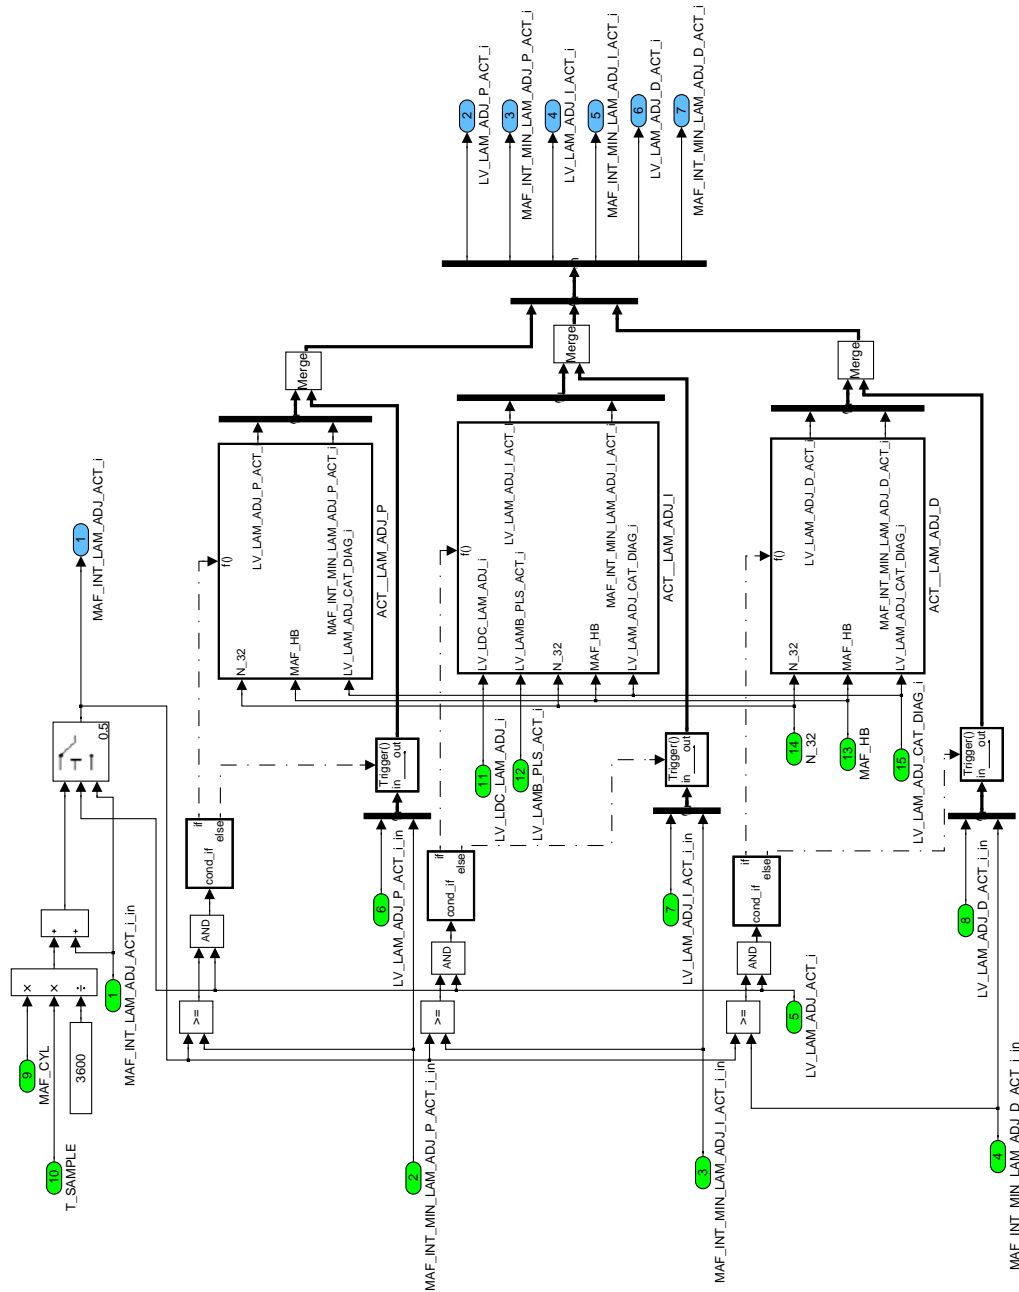 10
T_SAMPLE
9
MAF_CYL
3600
×
×
÷
1
MAF_INT_LAM_ADJ_ACT_i_in
+
+
0.5
1
MAF_INT_LAM_ADJ_ACT_i
>=
AND
cond_if
if
else
2
MAF_INT_MIN_LAM_ADJ_P_ACT_i_in
6
LV_LAM_ADJ_P_ACT_i_in
Trigger()
in
out
f()
N_32
MAF_HB
LV_LAM_ADJ_CAT_DIAG_i
LV_LAM_ADJ_P_ACT_i
MAF_INT_MIN_LAM_ADJ_P_ACT_i
ACT__LAM_ADJ_P
Merge
>=
AND
cond_if
if
else
3
MAF_INT_MIN_LAM_ADJ_I_ACT_i_in
7
LV_LAM_ADJ_I_ACT_i_in
Trigger()
in
out
11
LV_LDC_LAM_ADJ_i
12
LV_LAMB_PLS_ACT_i
f()
LV_LDC_LAM_ADJ_i
LV_LAMB_PLS_ACT_i
N_32
MAF_HB
LV_LAM_ADJ_CAT_DIAG_i
LV_LAM_ADJ_I_ACT_i
MAF_INT_MIN_LAM_ADJ_I_ACT_i
ACT__LAM_ADJ_I
Merge
>=
AND
cond_if
if
else
5
LV_LAM_ADJ_ACT_i
4
MAF_INT_MIN_LAM_ADJ_D_ACT_i_in
8
LV_LAM_ADJ_D_ACT_i_in
Trigger()
in
out
14
N_32
13
MAF_HB
15
LV_LAM_ADJ_CAT_DIAG_i
f()
N_32
MAF_HB
LV_LAM_ADJ_CAT_DIAG_i
LV_LAM_ADJ_D_ACT_i
MAF_INT_MIN_LAM_ADJ_D_ACT_i
ACT__LAM_ADJ_D
Merge
2
LV_LAM_ADJ_P_ACT_i
3
MAF_INT_MIN_LAM_ADJ_P_ACT_i
4
LV_LAM_ADJ_I_ACT_i
5
MAF_INT_MIN_LAM_ADJ_I_ACT_i
6
LV_LAM_ADJ_D_ACT_i
7
MAF_INT_MIN_LAM_ADJ_D_ACT_i